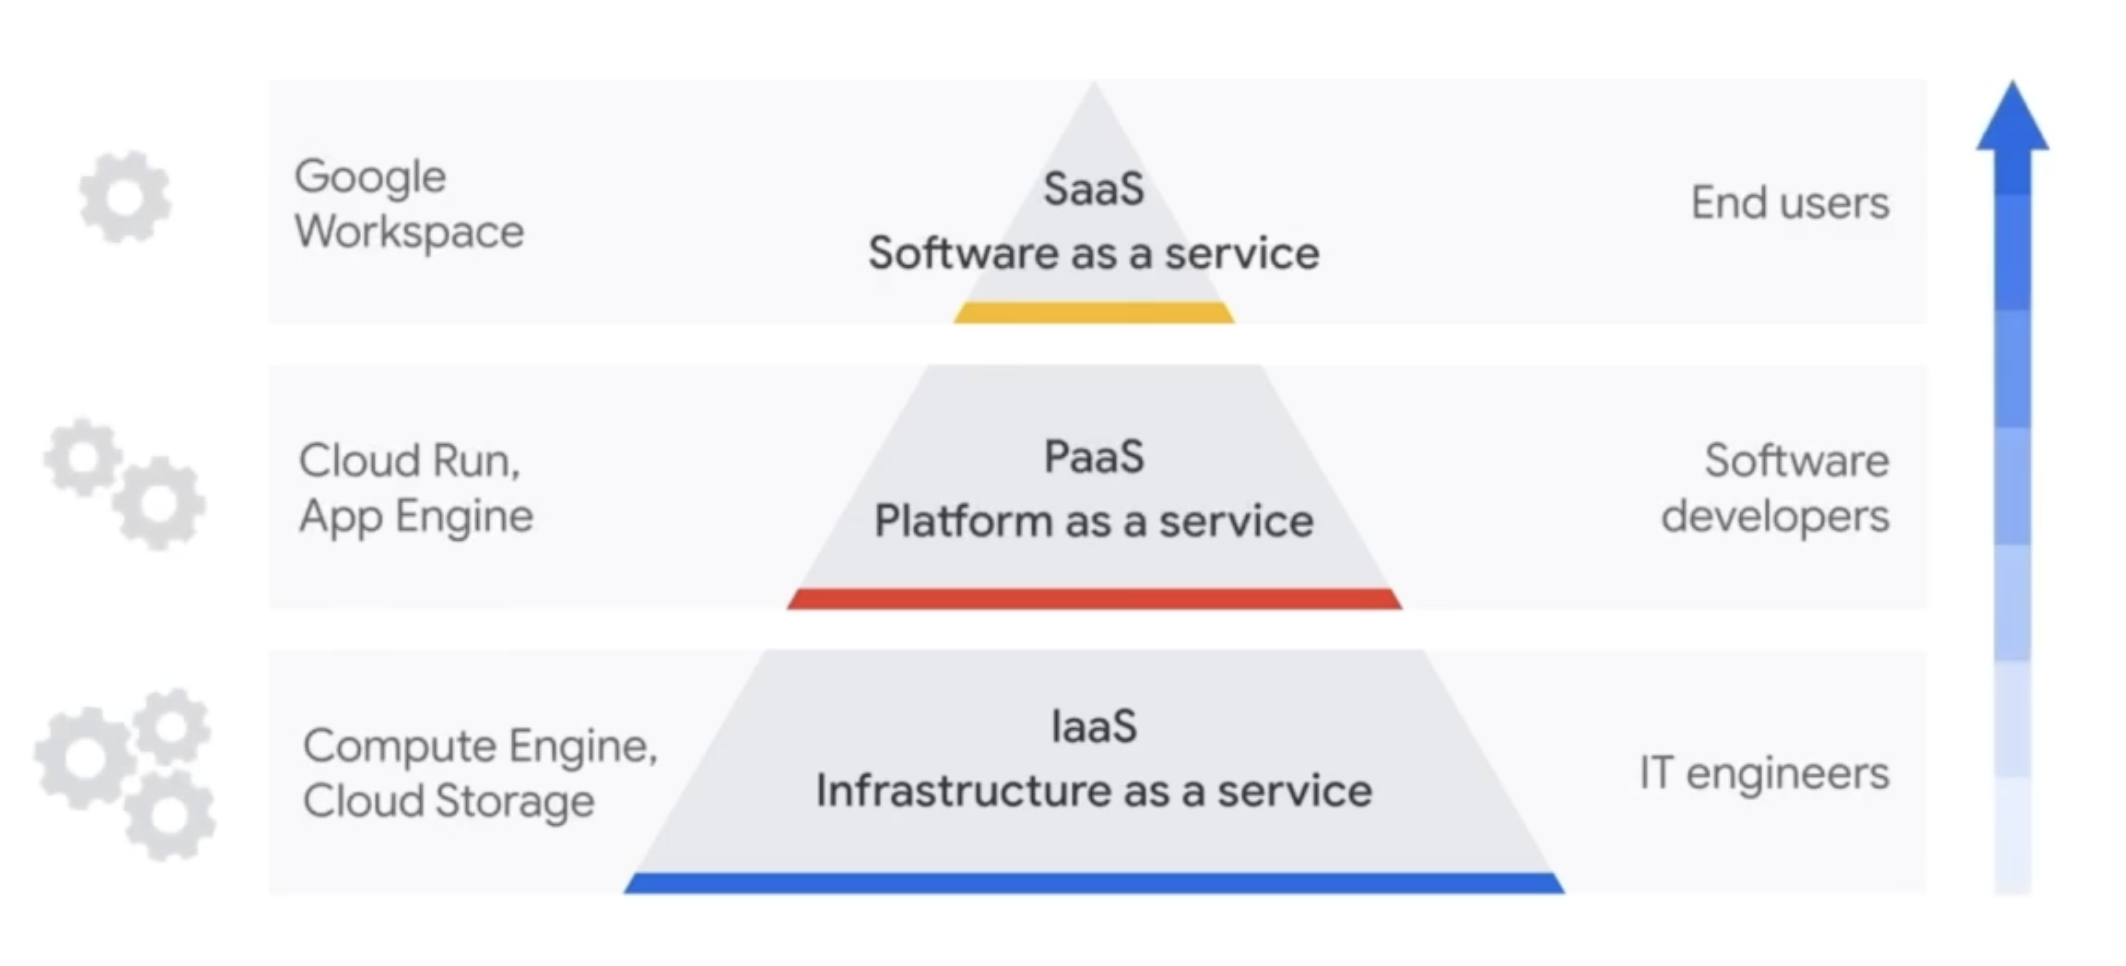 Google
Workspace
SaaS
Software as a service
End users
Cloud Run,
App Engine
PaaS
Platform as a service
Software
developers
Compute Engine,
Cloud Storage
IaaS
Infrastructure as a service
IT engineers